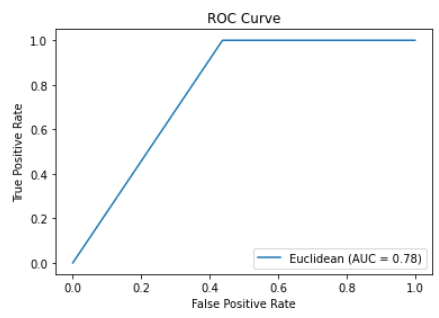 ROC Curve
1.0
0.8
0.6
0.4
0.2
0.0
True Positive Rate
Euclidean (AUC = 0.78)
0.0 0.2 0.4 0.6 0.8 1.0
False Positive Rate